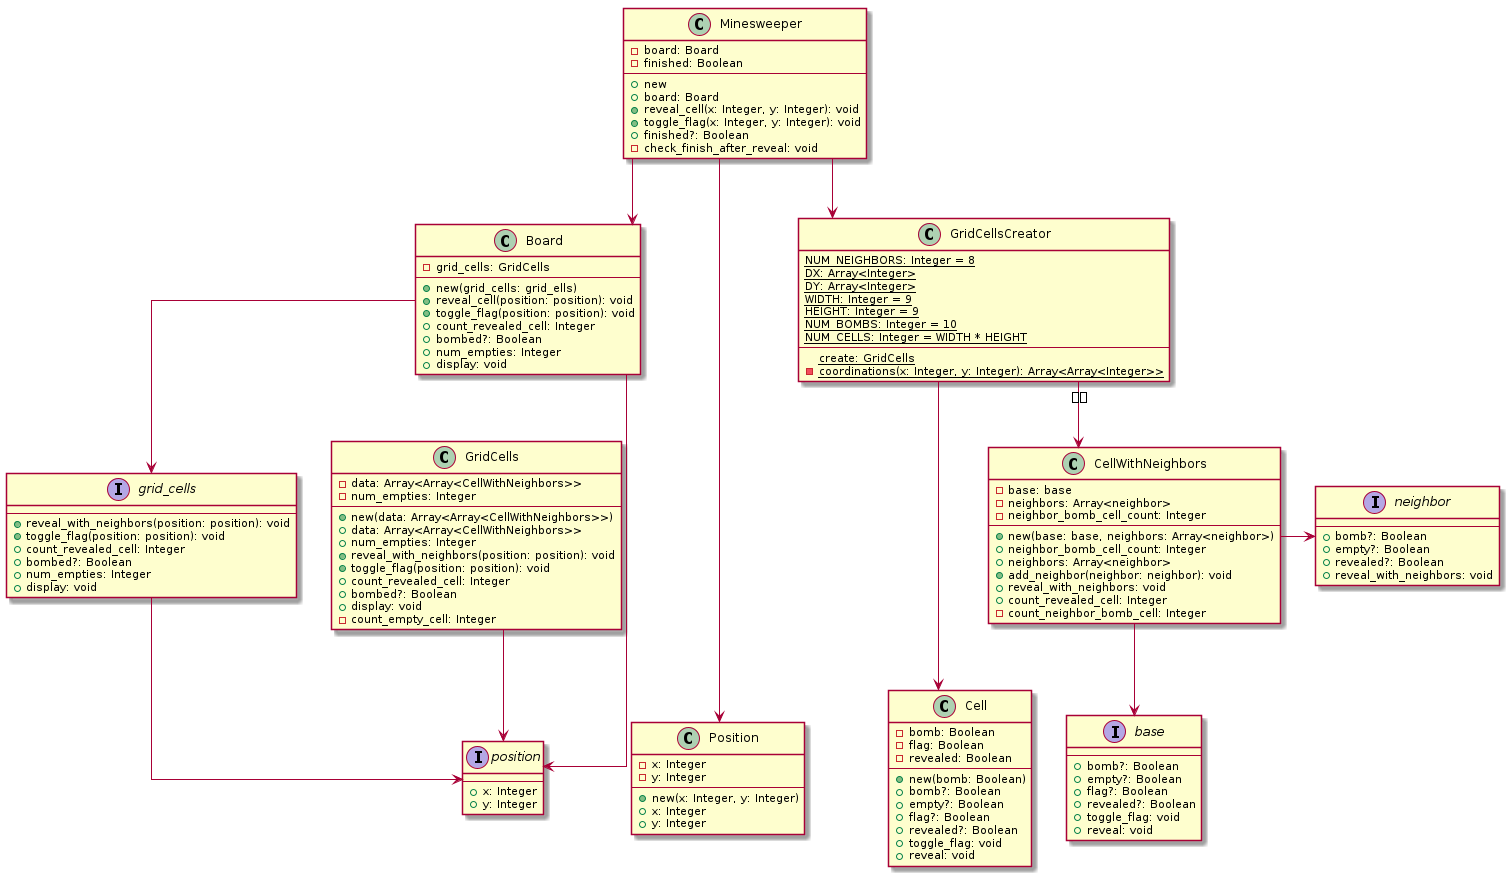 C Minesweeper
board: Board
finished: Boolean
new
board: Board
reveal_cell(x: Integer, y: Integer): void
toggle_flag(x: Integer, y: Integer): void
finished?: Boolean
check_finish_after_reveal: void
C Board
grid_cells: GridCells
new(grid_cells: grid_ells)
reveal_cell(position: position): void
toggle_flag(position: position): void
count_revealed_cell: Integer
bombed?: Boolean
num_empties: Integer
display: void
C GridCellsCreator
NUM_NEIGHBORS: Integer = 8
DX: Array<Integer>
DY: Array<Integer>
WIDTH: Integer = 9
HEIGHT: Integer = 9
NUM_BOMBS: Integer = 10
NUM_CELLS: Integer = WIDTH * HEIGHT
create: GridCells
coordinations(x: Integer, y: Integer): Array<Array<Integer>>
I grid_cells
reveal_with_neighbors(position: position): void
toggle_flag(position: position): void
count_revealed_cell: Integer
bombed?: Boolean
num_empties: Integer
display: void
C GridCells
data: Array<Array<CellWithNeighbors>>
num_empties: Integer
new(data: Array<Array<CellWithNeighbors>>)
data: Array<Array<CellWithNeighbors>>
num_empties: Integer
reveal_with_neighbors(position: position): void
toggle_flag(position: position): void
count_revealed_cell: Integer
bombed?: Boolean
display: void
count_empty_cell: Integer
C CellWithNeighbors
base: base
neighbors: Array<neighbor>
neighbor_bomb_cell_count: Integer
new(base: base, neighbors: Array<neighbor>)
neighbor_bomb_cell_count: Integer
neighbors: Array<neighbor>
add_neighbor(neighbor: neighbor): void
reveal_with_neighbors: void
count_revealed_cell: Integer
count_neighbor_bomb_cell: Integer
I neighbor
bomb?: Boolean
empty?: Boolean
revealed?: Boolean
reveal_with_neighbors: void
I position
x: Integer
y: Integer
C Position
x: Integer
y: Integer
new(x: Integer, y: Integer)
x: Integer
y: Integer
C Cell
bomb: Boolean
flag: Boolean
revealed: Boolean
new(bomb: Boolean)
bomb?: Boolean
empty?: Boolean
flag?: Boolean
revealed?: Boolean
toggle_flag: void
reveal: void
I base
bomb?: Boolean
empty?: Boolean
flag?: Boolean
revealed?: Boolean
toggle_flag: void
reveal: void